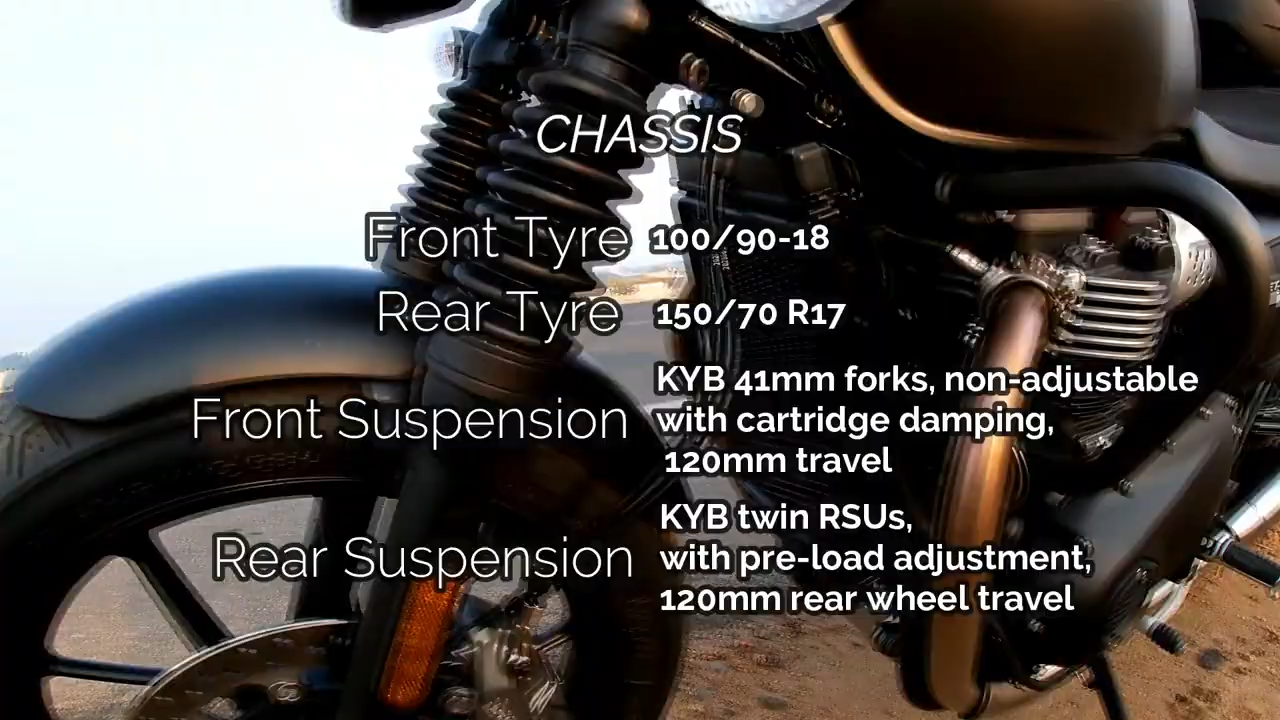 CHASSIS
Front Tyre 100/90-18
Rear Tyre 150/70 R17
Front Suspension KYB 41mm forks, non-adjustable
with cartridge damping,
120mm travel
Rear Suspension KYB twin RSUs,
with pre-load adjustment,
120mm rear wheel travel